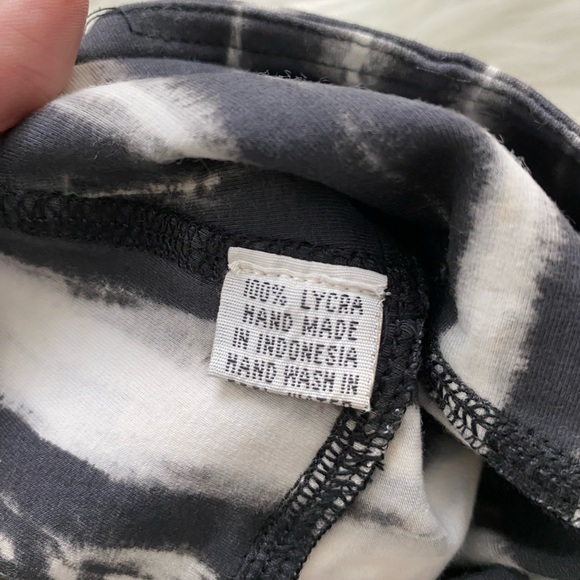 100% LYCRA
HAND MADE
IN INDONESIA
HAND WASH IN